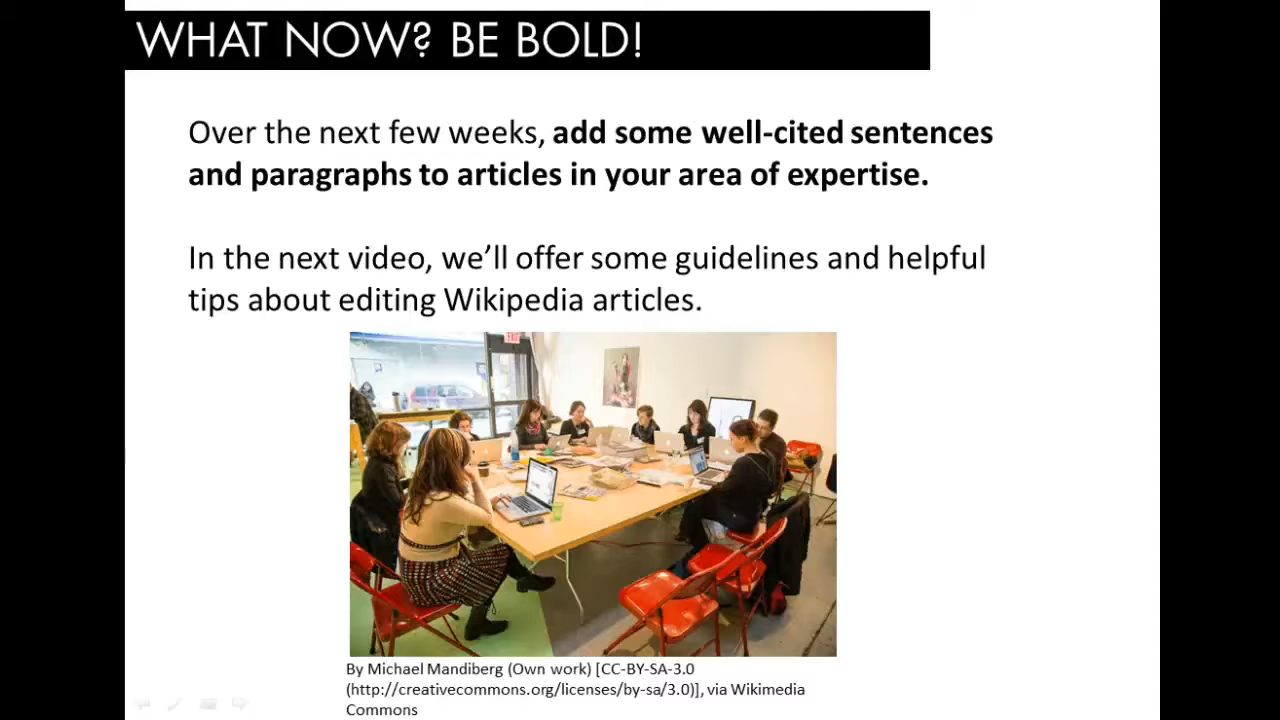 WHAT NOW? BE BOLD!
Over the next few weeks, add some well-cited sentences
and paragraphs to articles in your area of expertise.
In the next video, we’ll offer some guidelines and helpful
tips about editing Wikipedia articles.
EXIT
By Michael Mandiberg (Own work) [CC-BY-SA-3.0
(http://creativecommons.org/licenses/by-sa/3.0)], via Wikimedia
Commons